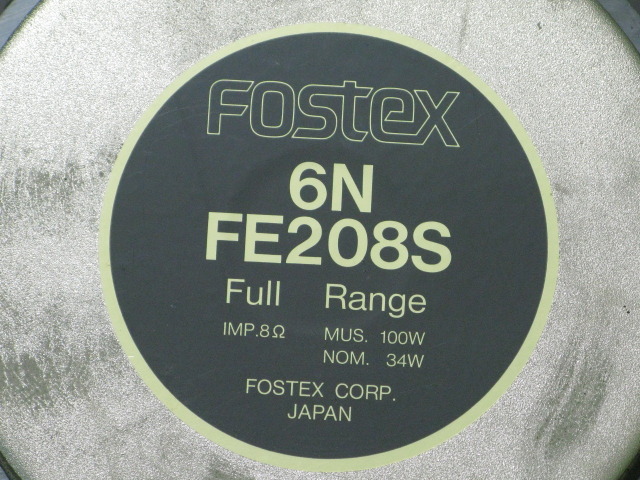 FOSTEX
6N
FE208S
Full Range
IMP.8Ω MUS. 100W
NOM. 34W
FOSTEX CORP.
JAPAN